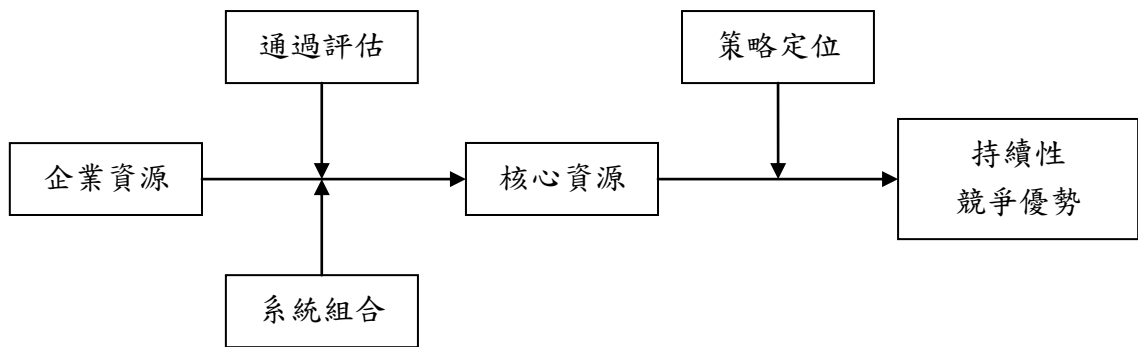 通過評估
策略定位
企業資源
核心資源
持續性
競爭優勢
系統組合